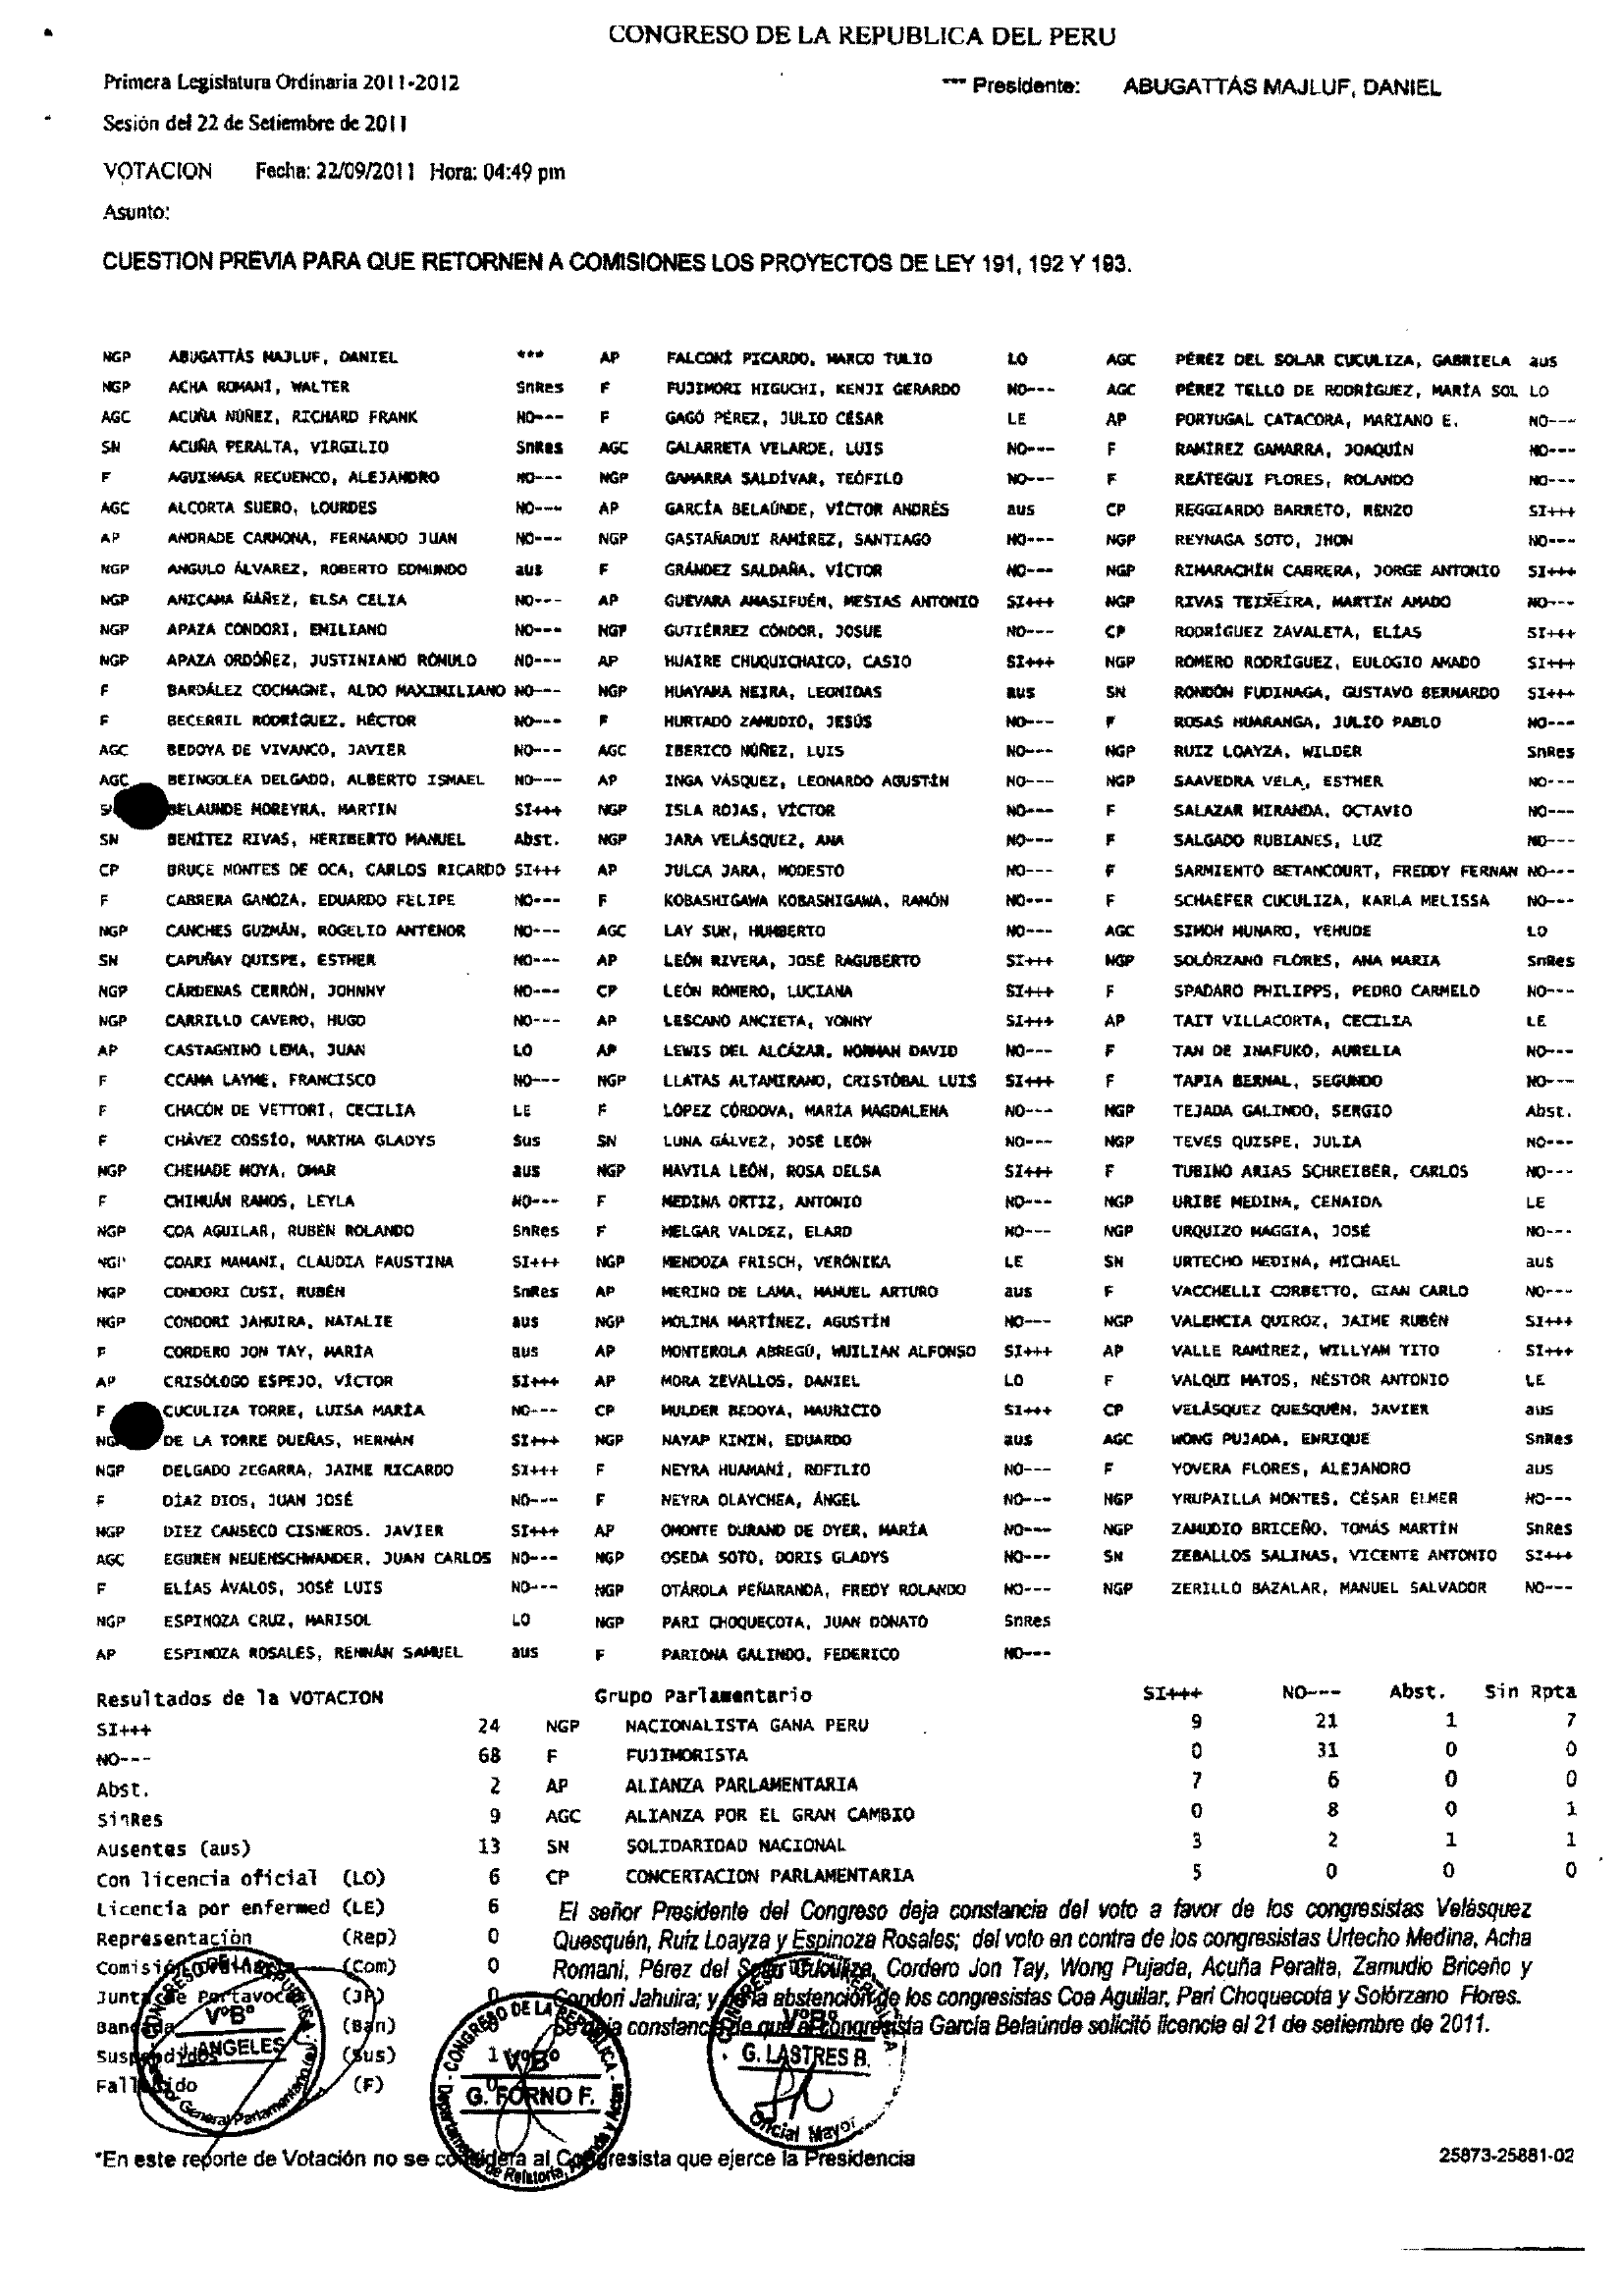 CONGRESO DE LA REPUBLICA DEL PERU
Primera Legislatura Ordinaria 2011-2012 *** Presidente: ABUGATTÁS MAJLUF, DANIEL
Sesión del 22 de Setiembre de 2011
VOTACION Fecha: 22/09/2011 Hora: 04:49 pm
Asunto:
CUESTION PREVIA PARA QUE RETORNEN A COMISIONES LOS PROYECTOS DE LEY 191, 192 Y 193.
NGP ABUGATTÁS MAJLUF, DANIEL *** AP FALCONÍ PICARDO, MARCO TULIO LO AGC PÉREZ DEL SOLAR CUCULIZA, GABRIELA aus
NGP ACHA ROMANÍ, WALTER SnRes F FUJIMORI HIGUCHI, KENJI GERARDO NO--- AGC PÉREZ TELLO DE RODRÍGUEZ, MARÍA SOL LO
AGC ACUÑA NÚÑEZ, RICHARD FRANK NO--- F GAGÓ PÉREZ, JULIO CÉSAR LE AP PORTUGAL CATACORA, MARIANO E. NO---
SN ACUÑA PERALTA, VIRGILIO SnRes AGC GALARRETA VELARDE, LUIS NO--- F RAMÍREZ GAMARRA, JOAQUÍN NO---
F AGUINAGA RECUENCO, ALEJANDRO NO--- NGP GAMARRA SALDÍVAR, TEÓFILO NO--- F REÁTEGUI FLORES, ROLANDO NO---
AGC ALCORTA SUERO, LOURDES NO--- AP GARCÍA BELAÚNDE, VÍCTOR ANDRÉS aus CP REGGIARDO BARRETO, RENZO SI+++
AP ANDRADE CARMONA, FERNANDO JUAN NO--- NGP GASTAÑADUI RAMÍREZ, SANTIAGO NO--- NGP REYNAGA SOTO, JHON NO---
NGP ANGULO ÁLVAREZ, ROBERTO EDMUNDO aus F GRÁNDEZ SALDAÑA, VÍCTOR NO--- NGP RIMARACHÍN CABRERA, JORGE ANTONIO SI+++
NGP ANICAMA ÑÁÑEZ, ELSA CELIA NO--- AP GUEVARA AMASIFUÉN, MESIAS ANTONIO SI+++ NGP RIVAS TEIXEIRA, MARTÍN AMADO NO---
NGP APAZA CONDORI, EMILIANO NO--- NGP GUTIÉRREZ CÓNDOR, JOSUE NO--- CP RODRÍGUEZ ZAVALETA, ELÍAS SI+++
NGP APAZA ORDÓÑEZ, JUSTINIANO RÓMULO NO--- AP HUAIRE CHUQUICHAICO, CASIO SI+++ NGP ROMERO RODRÍGUEZ, EULOGIO AMADO SI+++
F BARDÁLEZ COCHAGNE, ALDO MAXIMILIANO NO--- NGP HUAYAMA NEIRA, LEONIDAS aus SN RONDÓN FUDINAGA, GUSTAVO BERNARDO SI+++
F BECERRIL RODRÍGUEZ, HÉCTOR NO--- F HURTADO ZAMUDIO, JESÚS NO--- F ROSAS HUARANGA, JULIO PABLO NO---
AGC BEDOYA DE VIVANCO, JAVIER NO--- AGC IBERICO NÚÑEZ, LUIS NO--- NGP RUIZ LOAYZA, WILDER SnRes
AGC BEINGOLEA DELGADO, ALBERTO ISMAEL NO--- AP INGA VÁSQUEZ, LEONARDO AGUSTÍN NO--- NGP SAAVEDRA VELA, ESTHER NO---
BELAUNDE MOREYRA, MARTIN SI+++ NGP ISLA ROJAS, VÍCTOR NO--- F SALAZAR MIRANDA, OCTAVIO NO---
SN BENÍTEZ RIVAS, HERIBERTO MANUEL Abst. NGP JARA VELÁSQUEZ, ANA NO--- F SALGADO RUBIANES, LUZ NO---
CP BRUCE MONTES DE OCA, CARLOS RICARDO SI+++ AP JULCA JARA, MODESTO NO--- F SARMIENTO BETANCOURT, FREDDY FERNAN NO---
F CABRERA GANOZA, EDUARDO FELIPE NO--- F KOBASHIGAWA KOBASHIGAWA, RAMÓN NO--- F SCHAEFER CUCULIZA, KARLA MELISSA NO---
NGP CANCHES GUZMÁN, ROGELIO ANTENOR NO--- AGC LAY SUN, HUMBERTO NO--- AGC SIMON MUNARO, YEHUDE LO
SN CAPUÑAY QUISPE, ESTHER NO--- AP LEÓN RIVERA, JOSÉ RAGUBERTO SI+++ NGP SOLÓRZANO FLORES, ANA MARIA SnRes
NGP CÁRDENAS CERRÓN, JOHNNY NO--- CP LEÓN ROMERO, LUCIANA SI+++ F SPADARO PHILIPPS, PEDRO CARMELO NO---
NGP CARRILLO CAVERO, HUGO NO--- AP LESCANO ANCIETA, YONHY SI+++ AP TAIT VILLACORTA, CECILIA LE
AP CASTAGNINO LEMA, JUAN LO AP LEWIS DEL ALCÁZAR, NORMAN DAVID NO--- F TAN DE INAFUKO, AURELIA NO---
F CCAMA LAYME, FRANCISCO NO--- NGP LLATAS ALTAMIRANO, CRISTÓBAL LUIS SI+++ F TAPIA BERNAL, SEGUNDO NO---
F CHACÓN DE VETTORI, CECILIA LE F LÓPEZ CÓRDOVA, MARÍA MAGDALENA NO--- NGP TEJADA GALINDO, SERGIO Abst.
F CHÁVEZ COSSÍO, MARTHA GLADYS Sus SN LUNA GÁLVEZ, JOSÉ LEÓN NO--- NGP TEVES QUISPE, JULIA NO---
NGP CHEHADE MOYA, OMAR aus NGP MAVILA LEÓN, ROSA DELSA SI+++ F TUBINO ARIAS SCHREIBER, CARLOS NO---
F CHIHUÁN RAMOS, LEYLA NO--- F MEDINA ORTIZ, ANTONIO NO--- NGP URIBE MEDINA, CENAIDA LE
NGP COA AGUILAR, RUBÉN ROLANDO SnRes F MELGAR VALDEZ, ELARD NO--- NGP URQUIZO MAGGIA, JOSÉ NO---
NGP COARI MAMANI, CLAUDIA FAUSTINA SI+++ NGP MENDOZA FRISCH, VERÓNIKA LE SN URTECHO MEDINA, MICHAEL aus
NGP CONDORI CUSI, RUBÉN SnRes AP MERINO DE LAMA, MANUEL ARTURO aus F VACCHELLI CORBETTO, GIAN CARLO NO---
NGP CONDORI JAHUIRA, NATALIE aus NGP MOLINA MARTÍNEZ, AGUSTÍN NO--- NGP VALENCIA QUIROZ, JAIME RUBÉN SI+++
F CORDERO JON TAY, MARÍA aus AP MONTEROLA ABREGÚ, WUILIAN ALFONSO SI+++ AP VALLE RAMÍREZ, WILLYAM TITO SI+++
AP CRISÓLOGO ESPEJO, VÍCTOR SI+++ AP MORA ZEVALLOS, DANIEL LO F VALQUI MATOS, NÉSTOR ANTONIO LE
F CUCULIZA TORRE, LUISA MARÍA NO--- CP MULDER BEDOYA, MAURICIO SI+++ CP VELÁSQUEZ QUESQUÉN, JAVIER aus
DE LA TORRE DUEÑAS, HERNÁN SI+++ NGP NAYAP KININ, EDUARDO aus AGC WONG PUJADA, ENRIQUE SnRes
NGP DELGADO ZEGARRA, JAIME RICARDO SI+++ F NEYRA HUAMANÍ, ROFILIO NO--- F YOVERA FLORES, ALEJANDRO aus
F DÍAZ DIOS, JUAN JOSÉ NO--- F NEYRA OLAYCHEA, ÁNGEL NO--- NGP YRUPAILLA MONTES, CÉSAR ELMER NO---
NGP DIEZ CANSECO CISNEROS. JAVIER SI+++ AP OMONTE DURAND DE DYER, MARÍA NO--- NGP ZAMUDIO BRICEÑO, TOMÁS MARTÍN SnRes
AGC EGUREN NEUENSCHWANDER, JUAN CARLOS NO--- NGP OSEDA SOTO, DORIS GLADYS NO--- SN ZEBALLOS SALINAS, VICENTE ANTONIO SI+++
F ELÍAS ÁVALOS, JOSÉ LUIS NO--- NGP OTÁROLA PEÑARANDA, FREDY ROLANDO NO--- NGP ZERILLO BAZALAR, MANUEL SALVADOR NO---
NGP ESPINOZA CRUZ, MARISOL LO NGP PARI CHOQUECOTA, JUAN DONATO SnRes
AP ESPINOZA ROSALES, RENNÁN SAMUEL aus F PARIONA GALINDO, FEDERICO NO---
Resultados de la VOTACION Grupo Parlamentario SI+++ NO--- Abst. Sin Rpta
SI+++ 24 NGP NACIONALISTA GANA PERU 9 21 1 7
NO--- 68 F FUJIMORISTA 0 31 0 0
Abst. 2 AP ALIANZA PARLAMENTARIA 7 6 0 0
SinRes 9 AGC ALIANZA POR EL GRAN CAMBIO 0 8 0 1
Ausentes (aus) 13 SN SOLIDARIDAD NACIONAL 3 2 1 1
Con licencia oficial (LO) 6 CP CONCERTACION PARLAMENTARIA 5 0 0 0
Licencia por enfermed (LE) 6 El señor Presidente del Congreso deja constancia del voto a favor de los congresistas Velásquez
Representación (Rep) 0 Quesquén, Ruíz Loayza y Espinoza Rosales; del voto en contra de los congresistas Urtecho Medina, Acha
(Com) 0 Romaní, Pérez del Solar Cuculiza, Cordero Jon Tay, Wong Pujada, Acuña Peralta, Zamudio Briceño y
Junta de Portavoces (JP) 0 Condori Jahuira; y de la abstención de los congresistas Coa Aguilar, Pari Choquecota y Solórzano Flores.
Bancada (Ban) Se deja constancia de que el congresista García Belaúnde solicitó licencia el 21 de setiembre de 2011.
Suspendidos (Sus) 1
Fallecido (F) 0
VºBº
J. ANGELES
CONGRESO DE LA REPUBLICA
VºBº
G. FORNO F.
VºBº
G. LASTRES B.
Oficial Mayor
*En este reporte de Votación no se considera al Congresista que ejerce la Presidencia 25873-25881-02